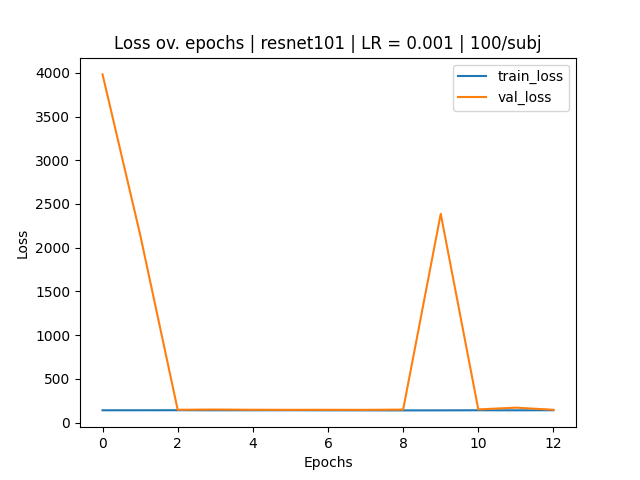 Loss ov. epochs | resnet101 | LR = 0.001 | 100/subj
train_loss
val_loss
4000
3500
3000
2500
2000
1500
1000
500
0
Loss
0 2 4 6 8 10 12
Epochs